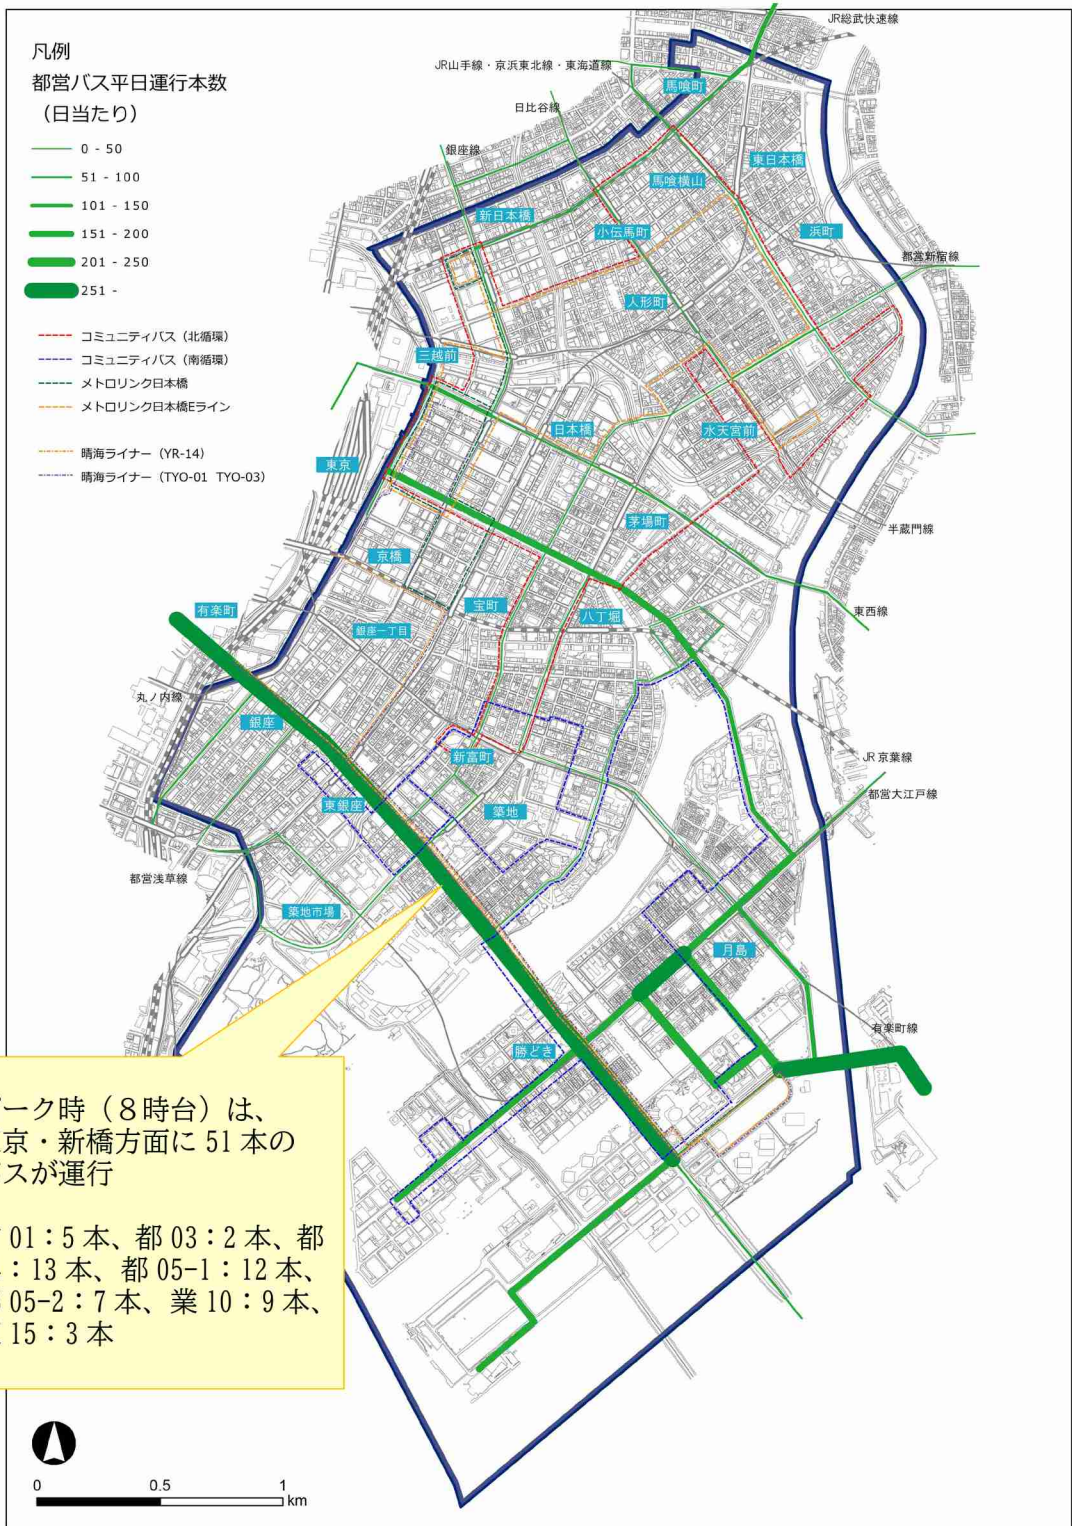 凡例
都営バス平日運行本数
（日当たり）
0 - 50
51 - 100
101 - 150
151 - 200
201 - 250
251 -
コミュニティバス（北循環）
コミュニティバス（南循環）
メトロリンク日本橋
メトロリンク日本橋Eライン
晴海ライナー（YR-14）
晴海ライナー（TYO-01 TYO-03）
JR総武快速線
JR山手線・京浜東北線・東海道線
馬喰町
日比谷線
銀座線
東日本橋
馬喰横山
新日本橋
小伝馬町
浜町
都営新宿線
人形町
三越前
日本橋
水天宮前
東京
茅場町
半蔵門線
京橋
宝町
八丁堀
東西線
有楽町
銀座一丁目
丸ノ内線
銀座
新富町
JR京葉線
東銀座
築地
都営大江戸線
都営浅草線
築地市場
月島
有楽町線
勝どき
ーク時（８時台）は、
京・新橋方面に 51 本の
スが運行
01：5 本、都 03：2 本、都
：13 本、都 05-1：12 本、
05-2：7 本、業 10：9 本、
15：3 本
0
0.5
1
km